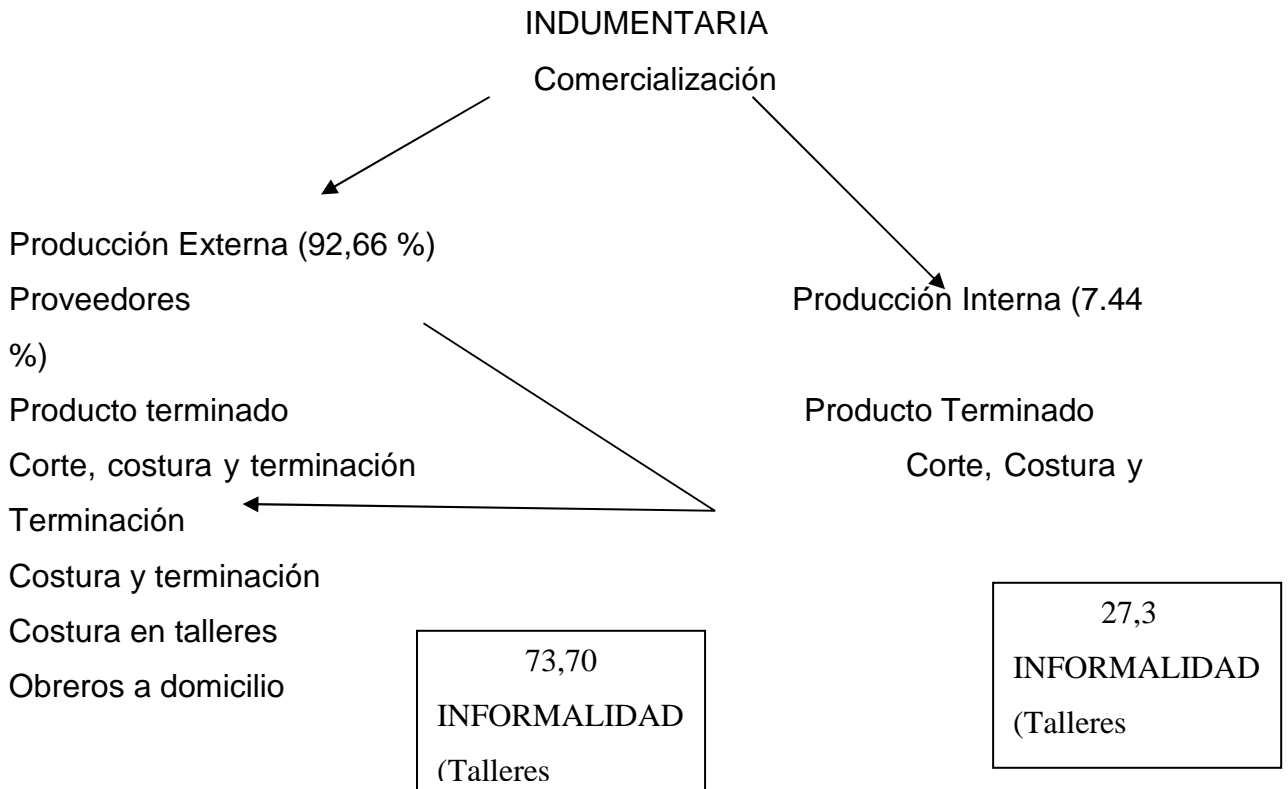 INDUMENTARIA
Comercialización
Producción Externa (92,66 %)
Proveedores Producción Interna (7.44
%)
Producto terminado Producto Terminado
Corte, costura y terminación Corte, Costura y
Terminación
Costura y terminación
Costura en talleres
Obreros a domicilio
73,70
INFORMALIDAD
(Talleres
27,3
INFORMALIDAD
(Talleres